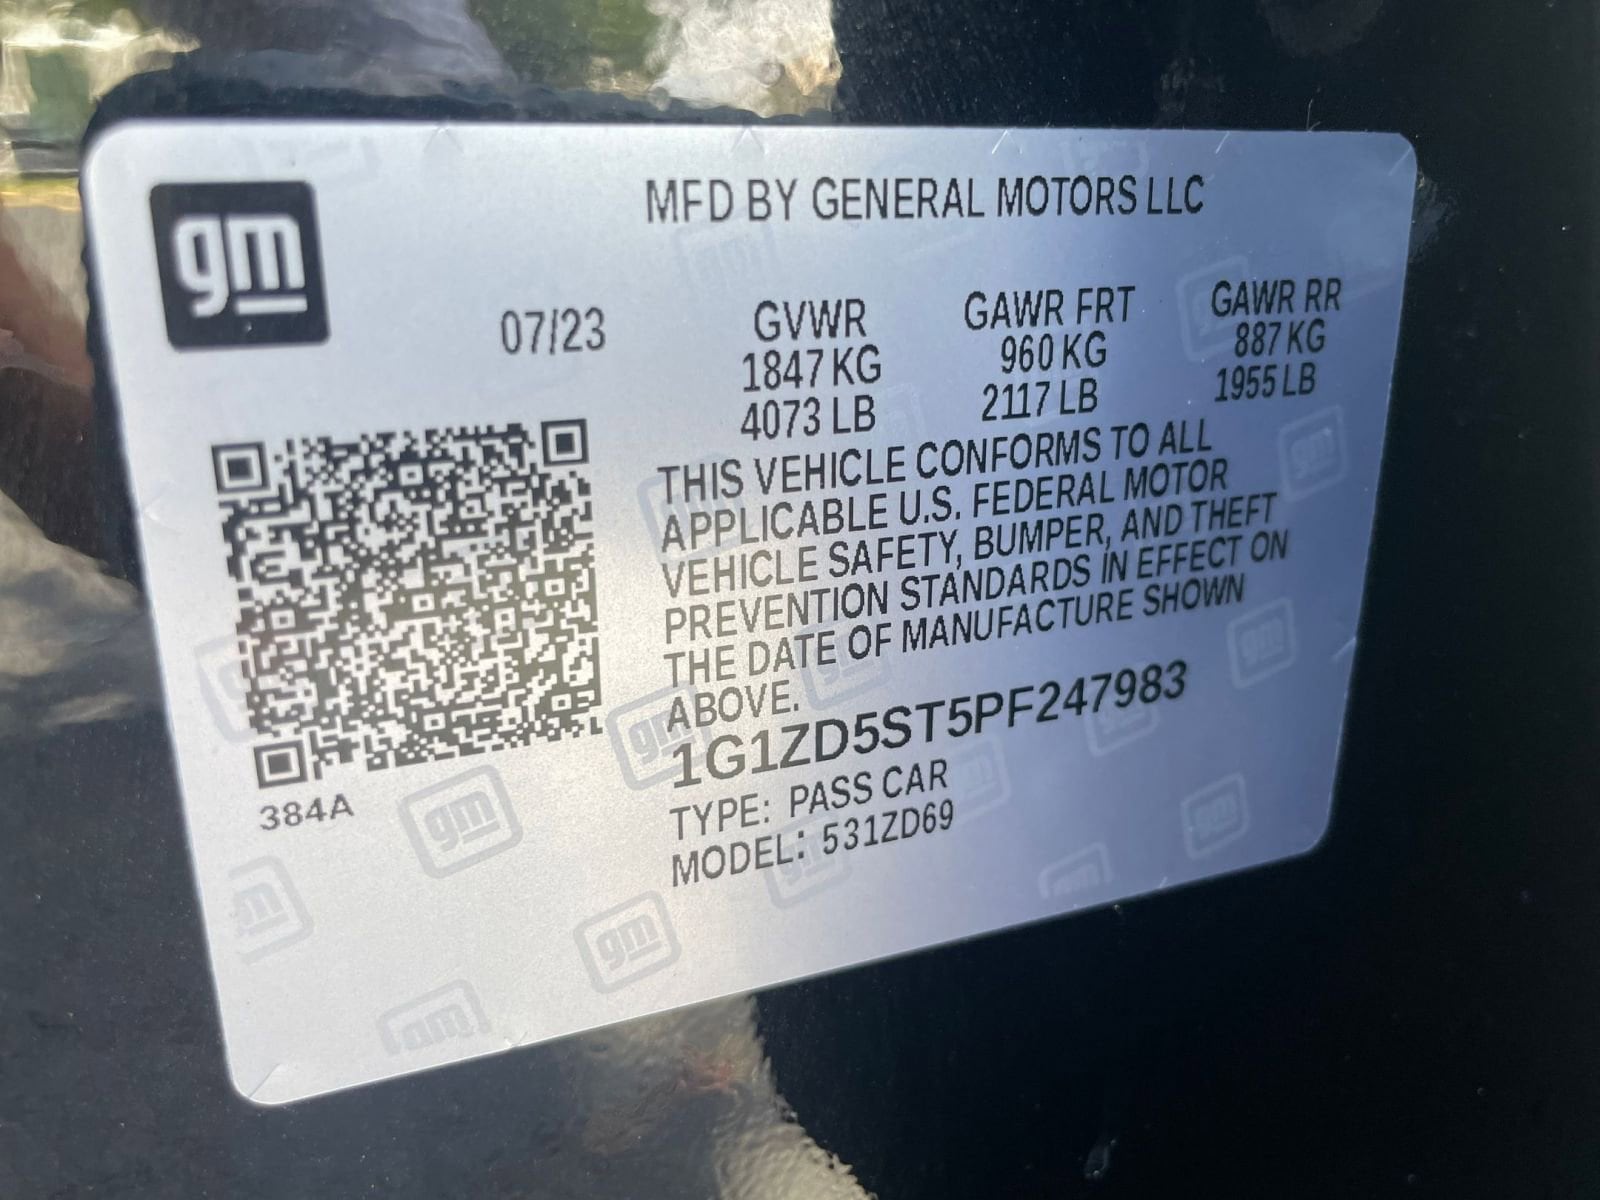 gm
MFD BY GENERAL MOTORS LLC
07/23
GVWR
1847 KG
4073 LB
GAWR FRT
960 KG
2117 LB
GAWR RR
887 KG
1955 LB
THIS VEHICLE CONFORMS TO ALL
APPLICABLE U.S. FEDERAL MOTOR
VEHICLE SAFETY, BUMPER, AND THEFT
PREVENTION STANDARDS IN EFFECT ON
THE DATE OF MANUFACTURE SHOWN
ABOVE.
1G1ZD5ST5PF247983
TYPE: PASS CAR
MODEL: 531ZD69
384A